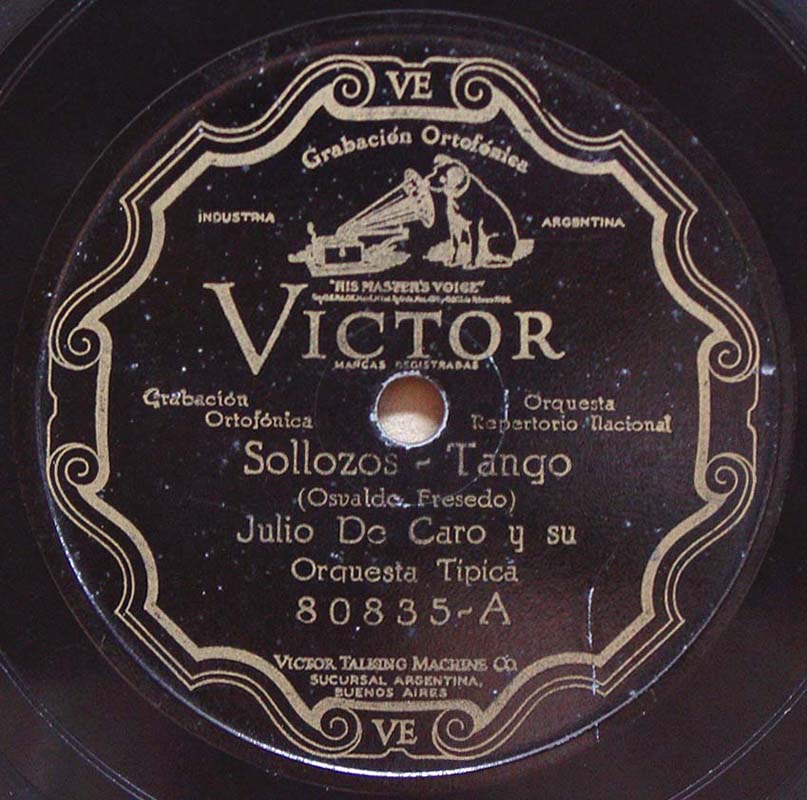 VE
Grabación Ortofónica
INDUSTRIA
ARGENTINA
"HIS MASTER'S VOICE"
VICTOR
MARCAS REGISTRADAS
Grabación
Ortofónica
Orquesta
Repertorio Nacional
Sollozos - Tango
(Osvaldo Fresedo)
Julio De Caro y su
Orquesta Típica
80835-A
VICTOR TALKING MACHINE CO.
SUCURSAL ARGENTINA,
BUENOS AIRES
VE